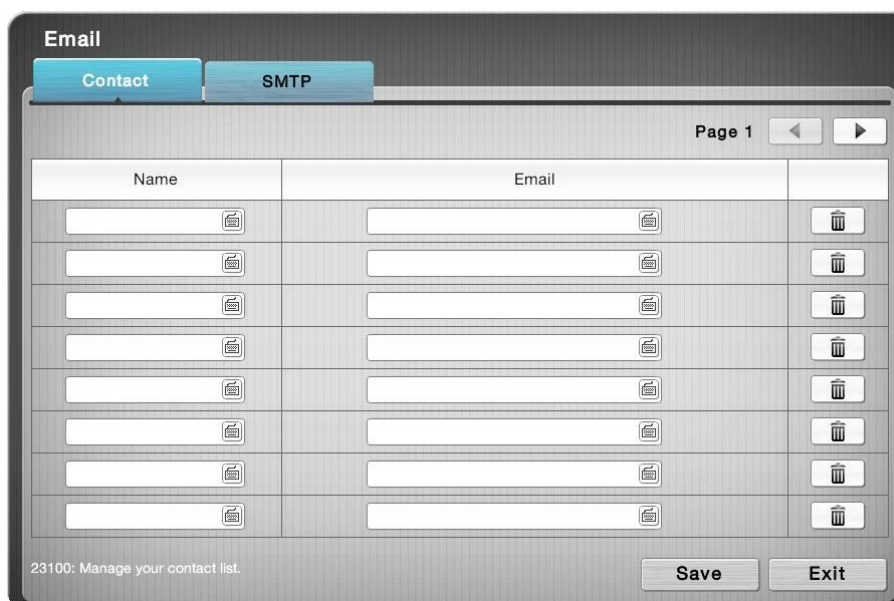 Email
Contact
SMTP
Page 1
Name
Email
23100: Manage your contact list.
Save
Exit